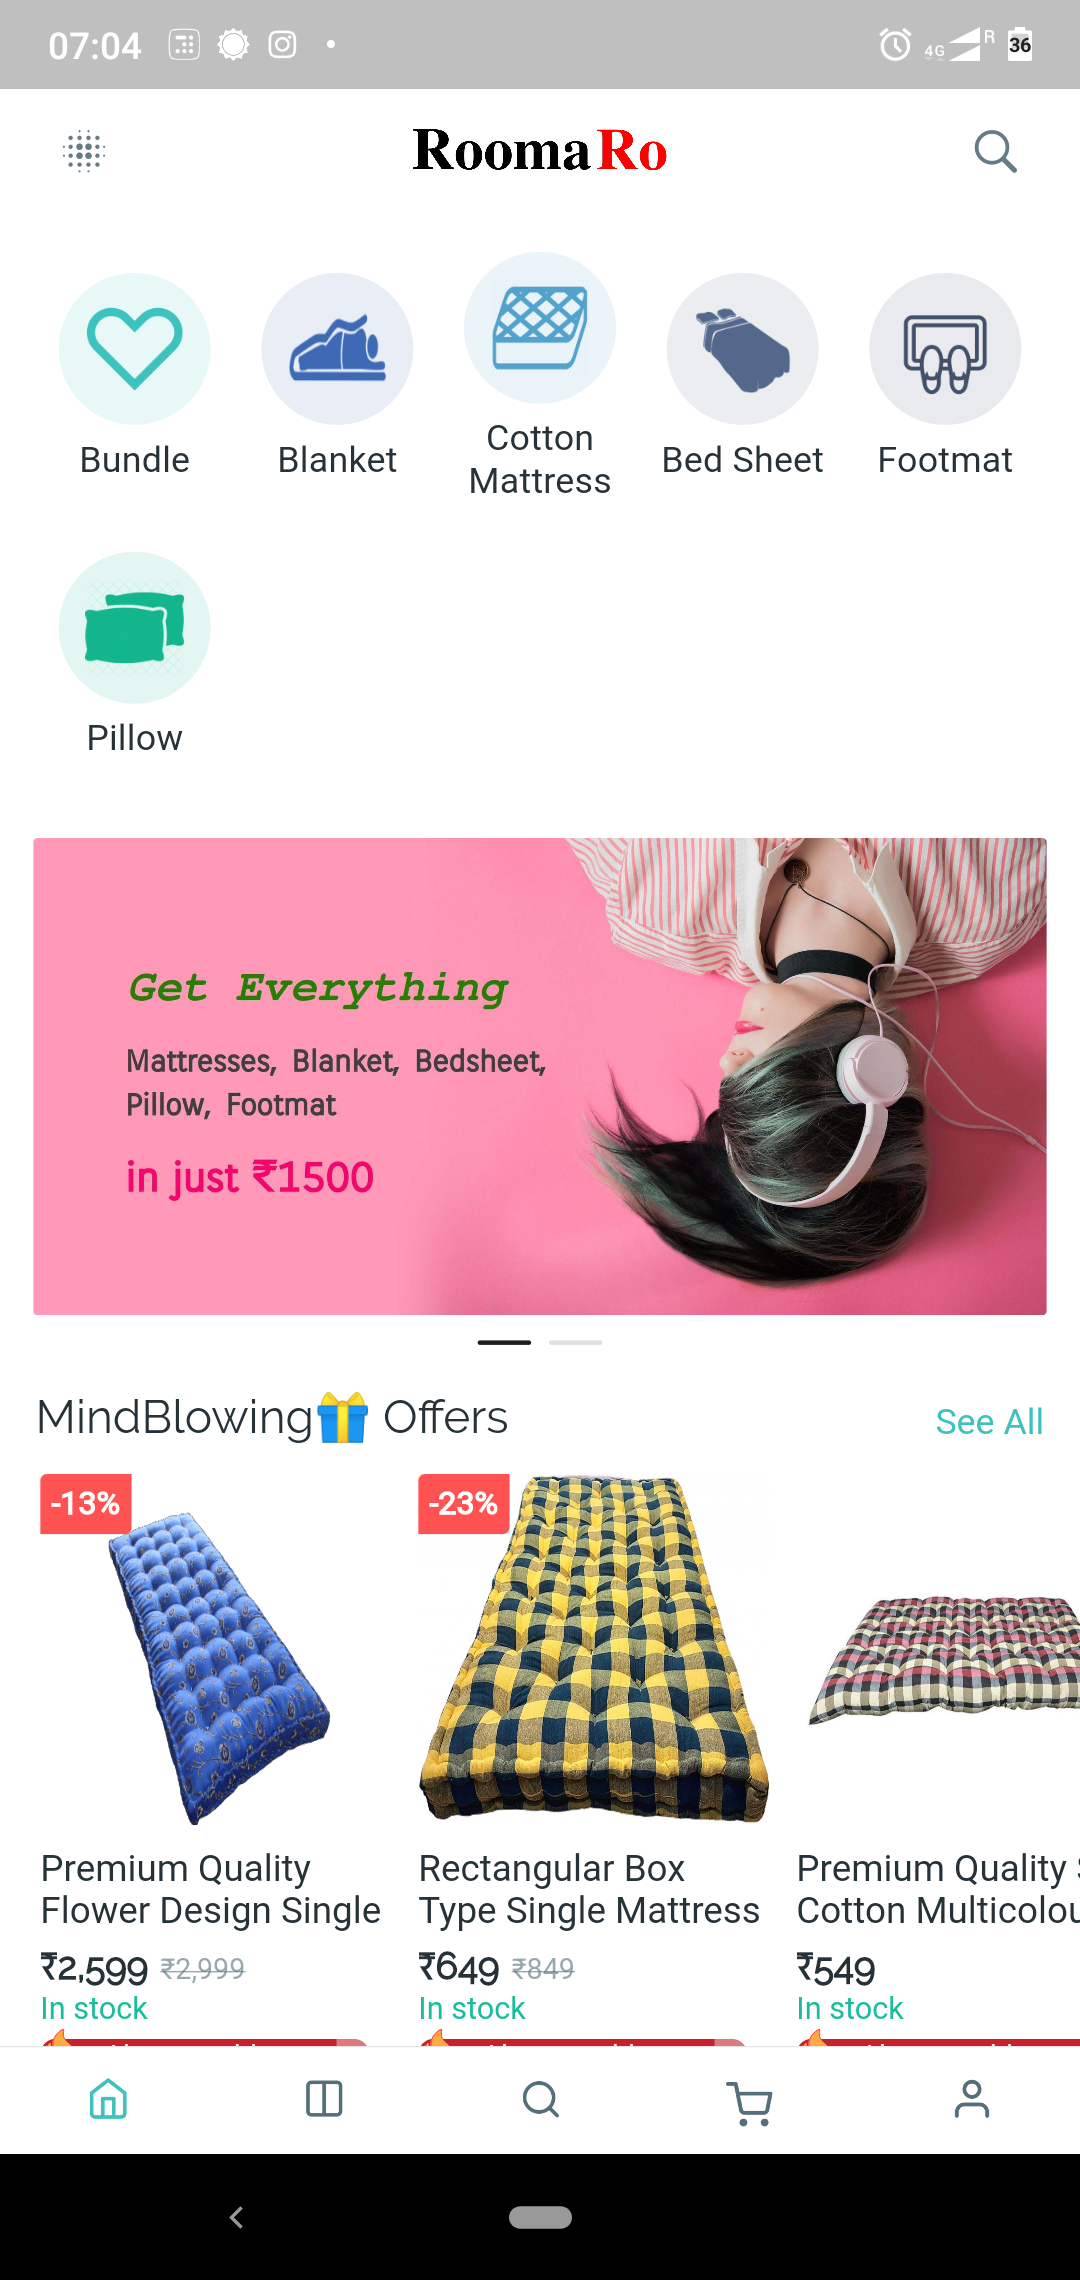 07:04
4G
R
36
RoomaRo
Bundle
Blanket
Cotton
Mattress
Bed Sheet
Footmat
Pillow
Get Everything
Mattresses, Blanket, Bedsheet,
Pillow, Footmat
in just ₹1500
MindBlowing🎁 Offers
See All
-13%
-23%
Premium Quality
Flower Design Single
₹2,599 ₹2,999
In stock
Rectangular Box
Type Single Mattress
₹649 ₹849
In stock
Premium Quality
Cotton Multicolou
₹549
In stock